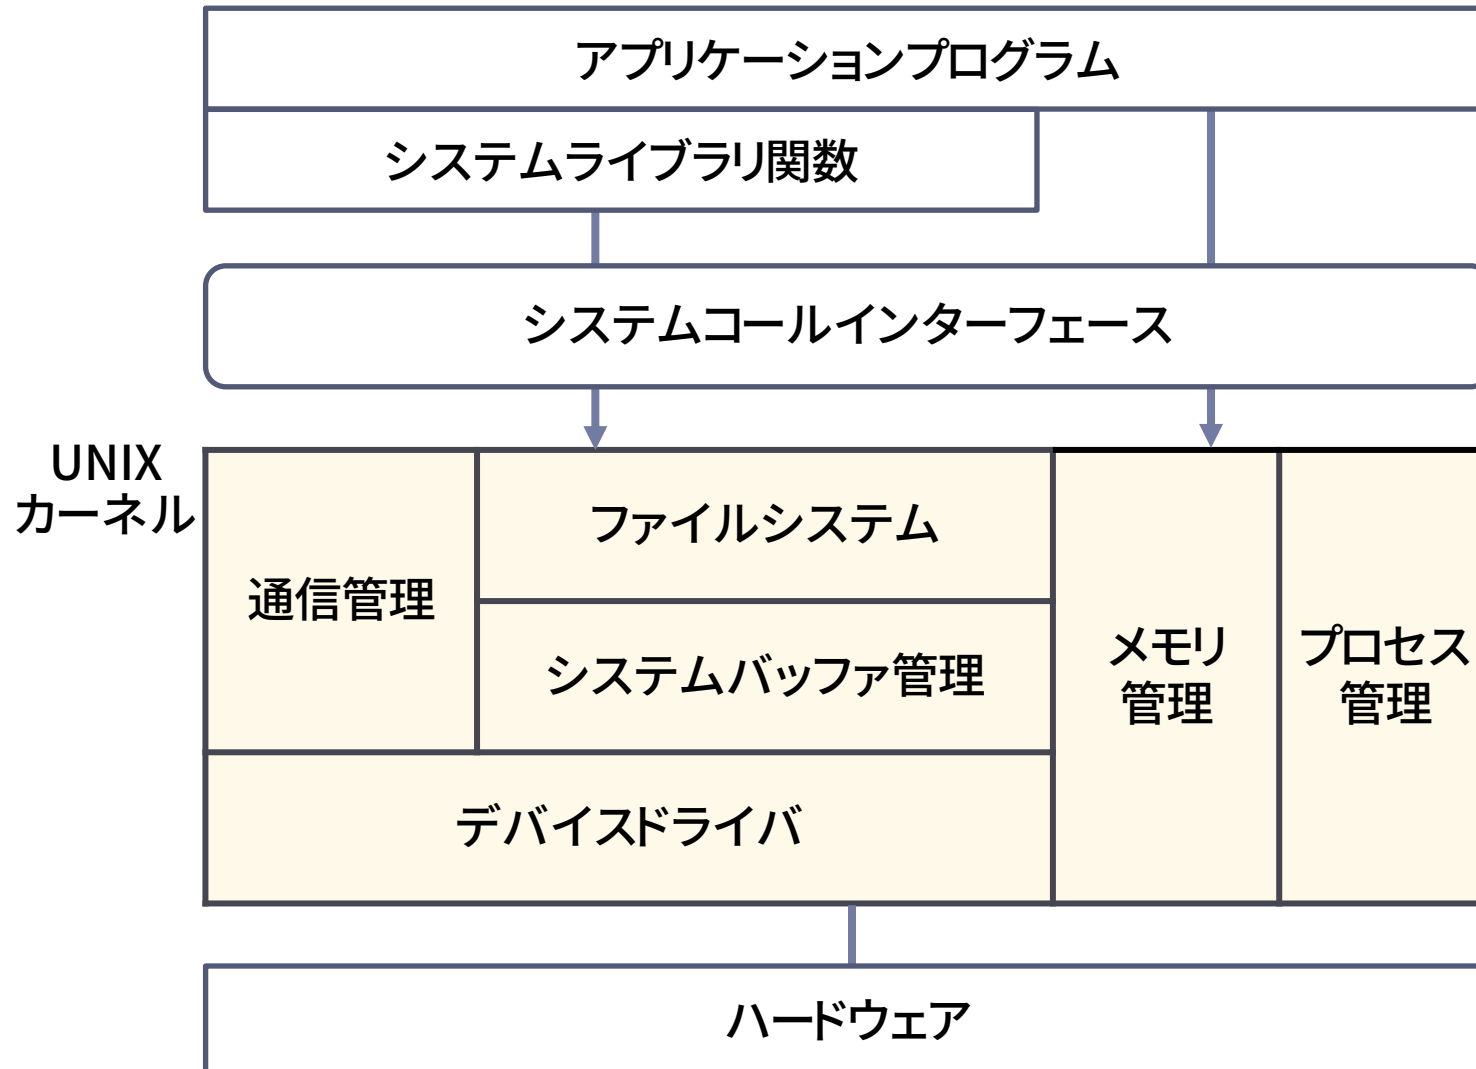 アプリケーションプログラム
システムライブラリ関数
システムコールインターフェース
UNIX
カーネル
通信管理
ファイルシステム
システムバッファ管理
メモリ
管理
プロセス
管理
デバイスドライバ
ハードウェア